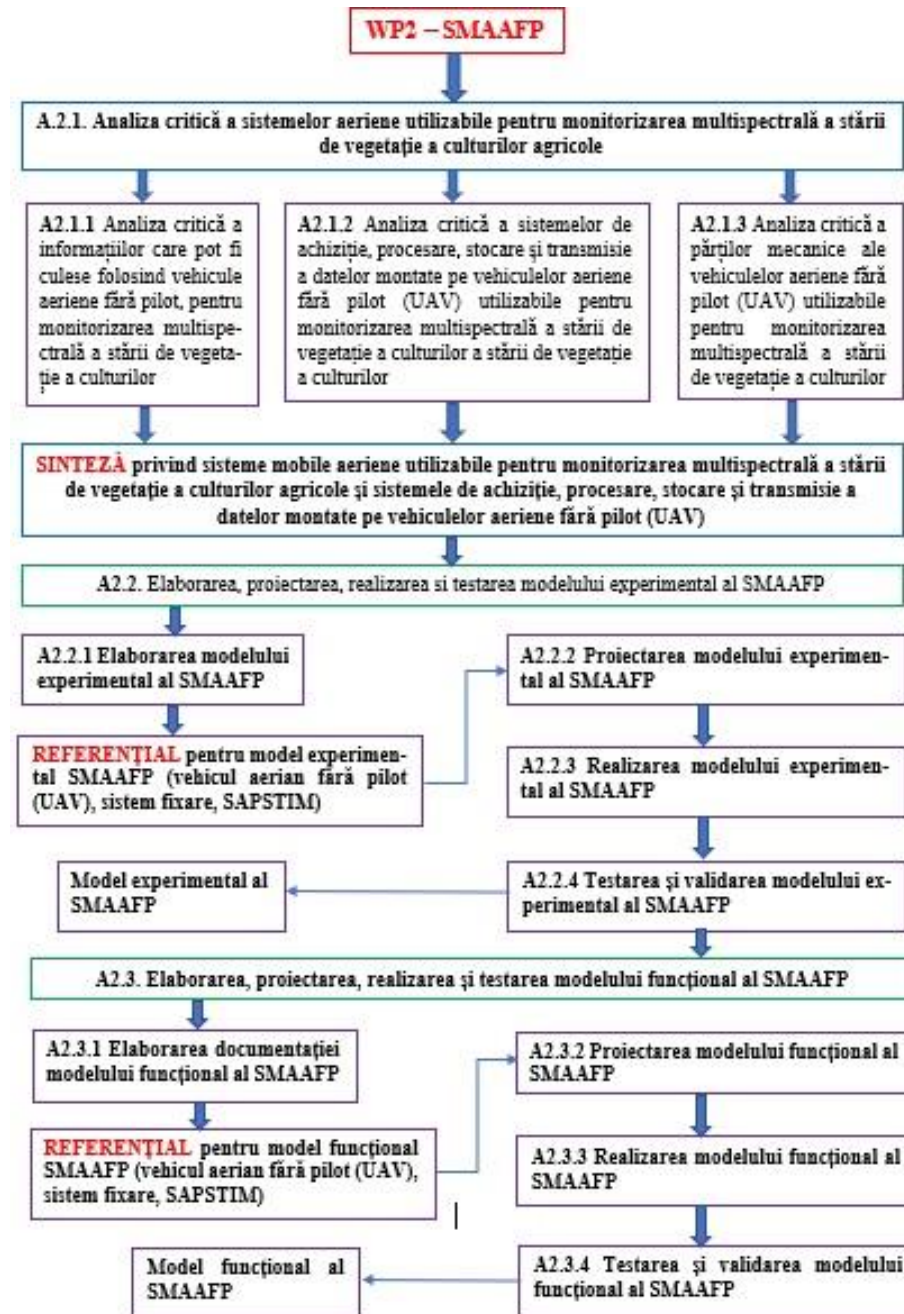 WP2 – SMAAFP
A.2.1. Analiza critică a sistemelor aeriene utilizabile pentru monitorizarea multispectrală a stării
de vegetaţie a culturilor agricole
A2.1.1 Analiza critică a
informaţiilor care pot fi
culese folosind vehicule
aeriene fără pilot, pentru
monitorizarea multispe-
ctrală a stării de vegeta-
ţie a culturilor
A2.1.2 Analiza critică a sistemelor de
achiziţie, procesare, stocare şi transmisie
a datelor montate pe vehiculelor aeriene
fără pilot (UAV) utilizabile pentru
monitorizarea multispectrală a stării de
vegetaţie a culturilor a stării de vegetaţie
a culturilor
A2.1.3 Analiza critică a
părţilor mecanice ale
vehiculelor aeriene fără
pilot (UAV) utilizabile
pentru monitorizarea
multispectrală a stării
de vegetaţie a culturilor
SINTEZĂ privind sisteme mobile aeriene utilizabile pentru monitorizarea multispectrală a stării
de vegetaţie a culturilor agricole şi sistemele de achiziţie, procesare, stocare şi transmisie a
datelor montate pe vehiculelor aeriene fără pilot (UAV)
A2.2. Elaborarea, proiectarea, realizarea si testarea modelului experimental al SMAAFP
A2.2.1 Elaborarea modelului
experimental al SMAAFP
A2.2.2 Proiectarea modelului experimen-
tal al SMAAFP
REFERENŢIAL pentru model experimen-
tal SMAAFP (vehicul aerian fără pilot
(UAV), sistem fixare, SAPSTIM)
A2.2.3 Realizarea modelului experimen-
tal al SMAAFP
Model experimental al
SMAAFP
A2.2.4 Testarea şi validarea modelului ex-
perimental al SMAAFP
A2.3. Elaborarea, proiectarea, realizarea şi testarea modelului funcţional al SMAAFP
A2.3.1 Elaborarea documentaţiei
modelului funcţional al SMAAFP
A2.3.2 Proiectarea modelului funcţional al
SMAAFP
REFERENŢIAL pentru model funcţional
SMAAFP (vehicul aerian fără pilot (UAV),
sistem fixare, SAPSTIM)
A2.3.3 Realizarea modelului funcţional al
SMAAFP
Model funcţional al
SMAAFP
A2.3.4 Testarea şi validarea modelului
funcţional al SMAAFP